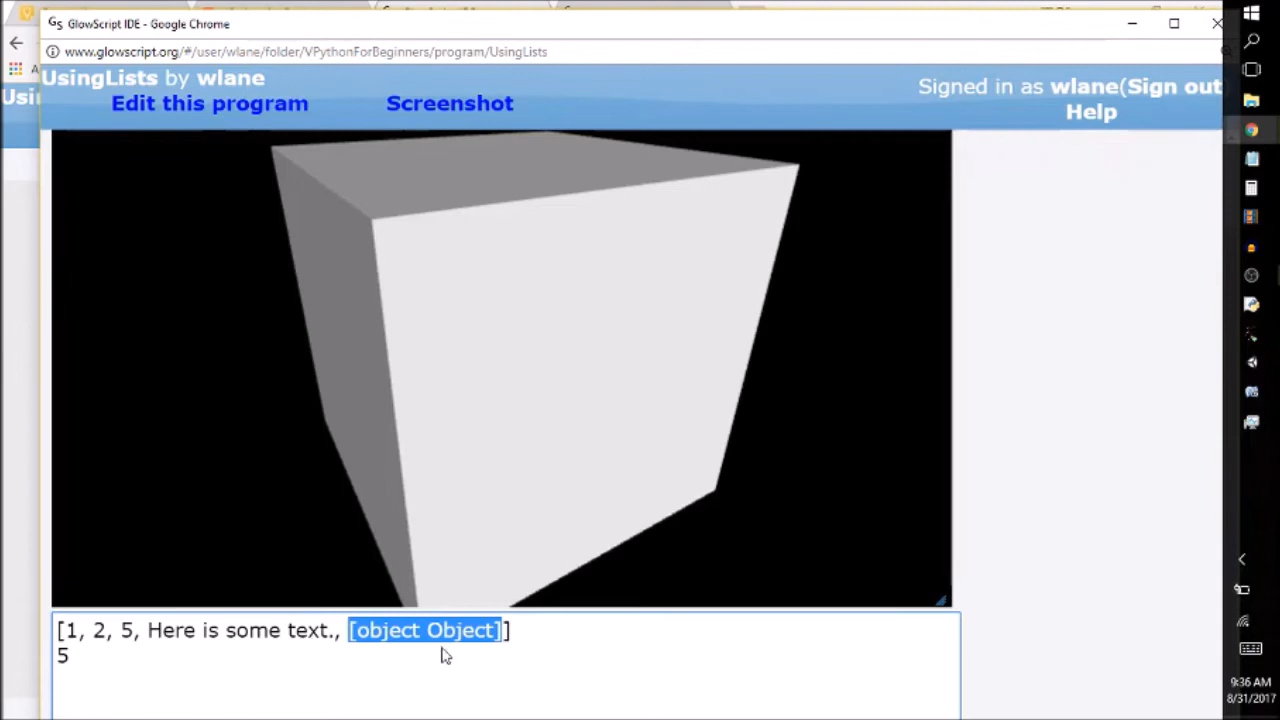 GS GlowScript IDE - Google Chrome
www.glowscript.org/#/user/wlane/folder/VPythonForBeginners/program/UsingLists
UsingLists by wlane
Signed in as wlane(Sign out
Edit this program
Screenshot
Help
Usin
[1, 2, 5, Here is some text., [object Object]]
5
9:36 AM
8/31/2017